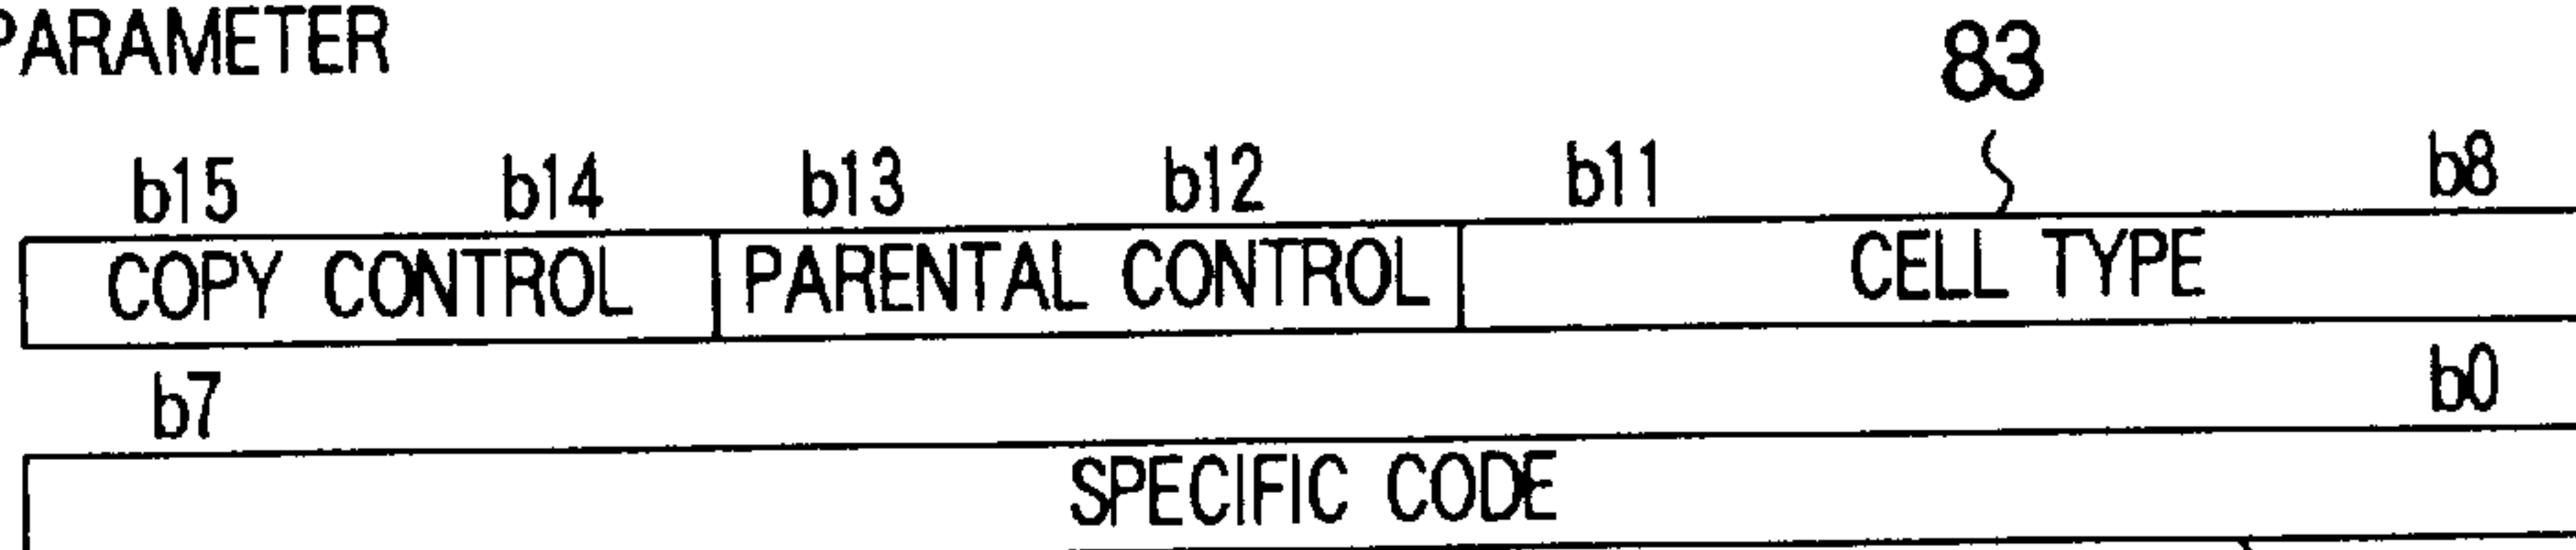 PARAMETER
83
b15 b14 b13 b12 b11 b8
COPY CONTROL PARENTAL CONTROL CELL TYPE
b7 b0
SPECIFIC CODE